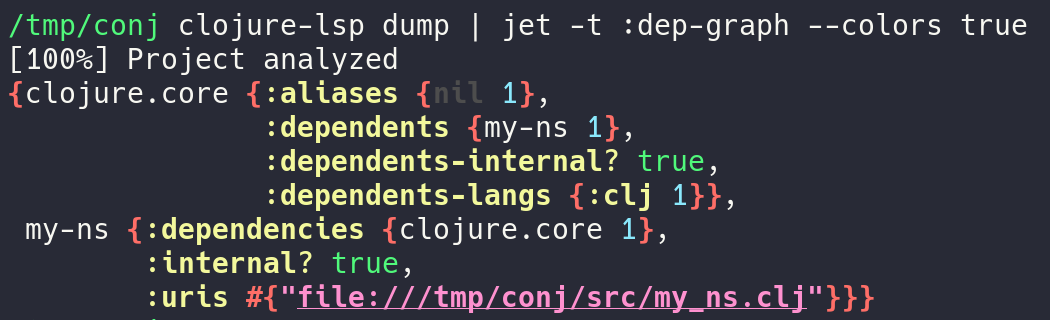 /tmp/conj clojure-lsp dump | jet -t :dep-graph --colors true
[100%] Project analyzed
{clojure.core {:aliases {nil 1},
:dependents {my-ns 1},
:dependents-internal? true,
:dependents-langs {:clj 1}},
my-ns {:dependencies {clojure.core 1},
:internal? true,
:uris #{"file:///tmp/conj/src/my_ns.clj"}}}